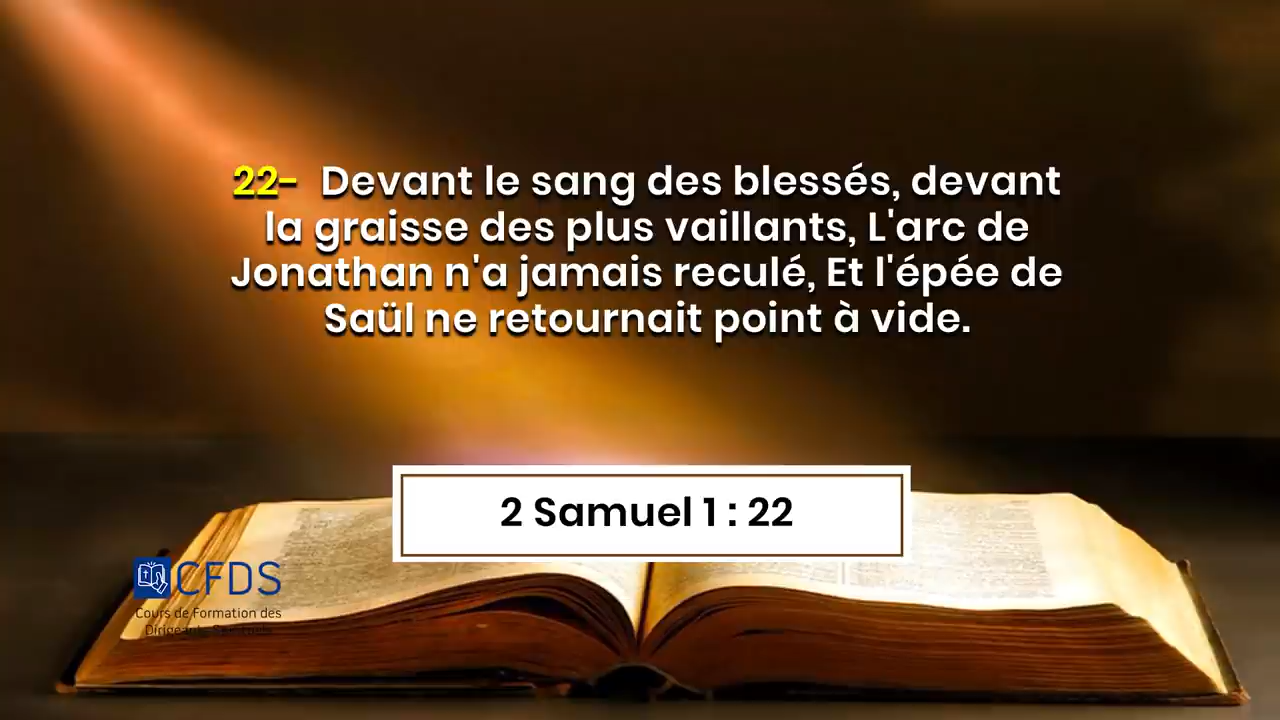 22- Devant le sang des blessés, devant
la graisse des plus vaillants, L'arc de
Jonathan n'a jamais reculé, Et l'épée de
Saül ne retournait point à vide.
2 Samuel 1 : 22
CFDS
Cours de Formation des